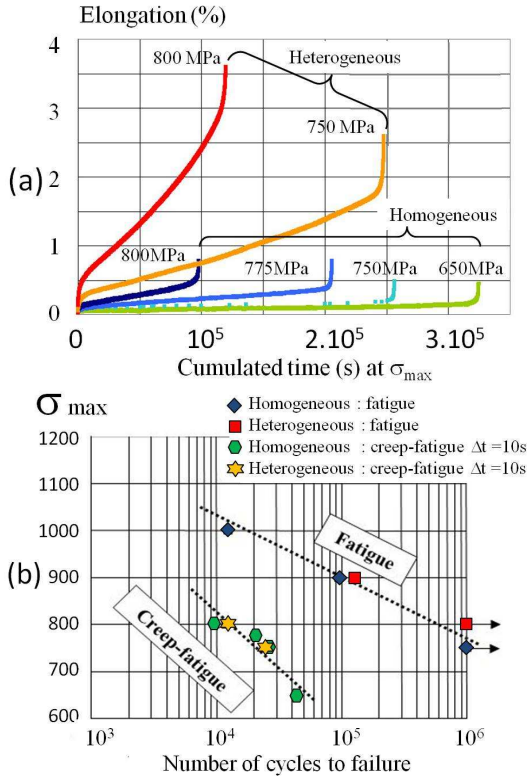 Elongation (%)
4
800 MPa
Heterogeneous
3
750 MPa
(a)
2
Homogeneous
1
800MPa
775MPa
750MPa
650MPa
0
0
10⁵
2.10⁵
3.10⁵
Cumulated time (s) at σmax
σ max
Homogeneous : fatigue
Heterogeneous : fatigue
Homogeneous : creep-fatigue Δt =10s
Heterogeneous : creep-fatigue Δt =10s
1200
1000
Fatigue
(b)
900
800
Creep-fatigue
750
600
10³
10⁴
10⁵
10⁶
Number of cycles to failure